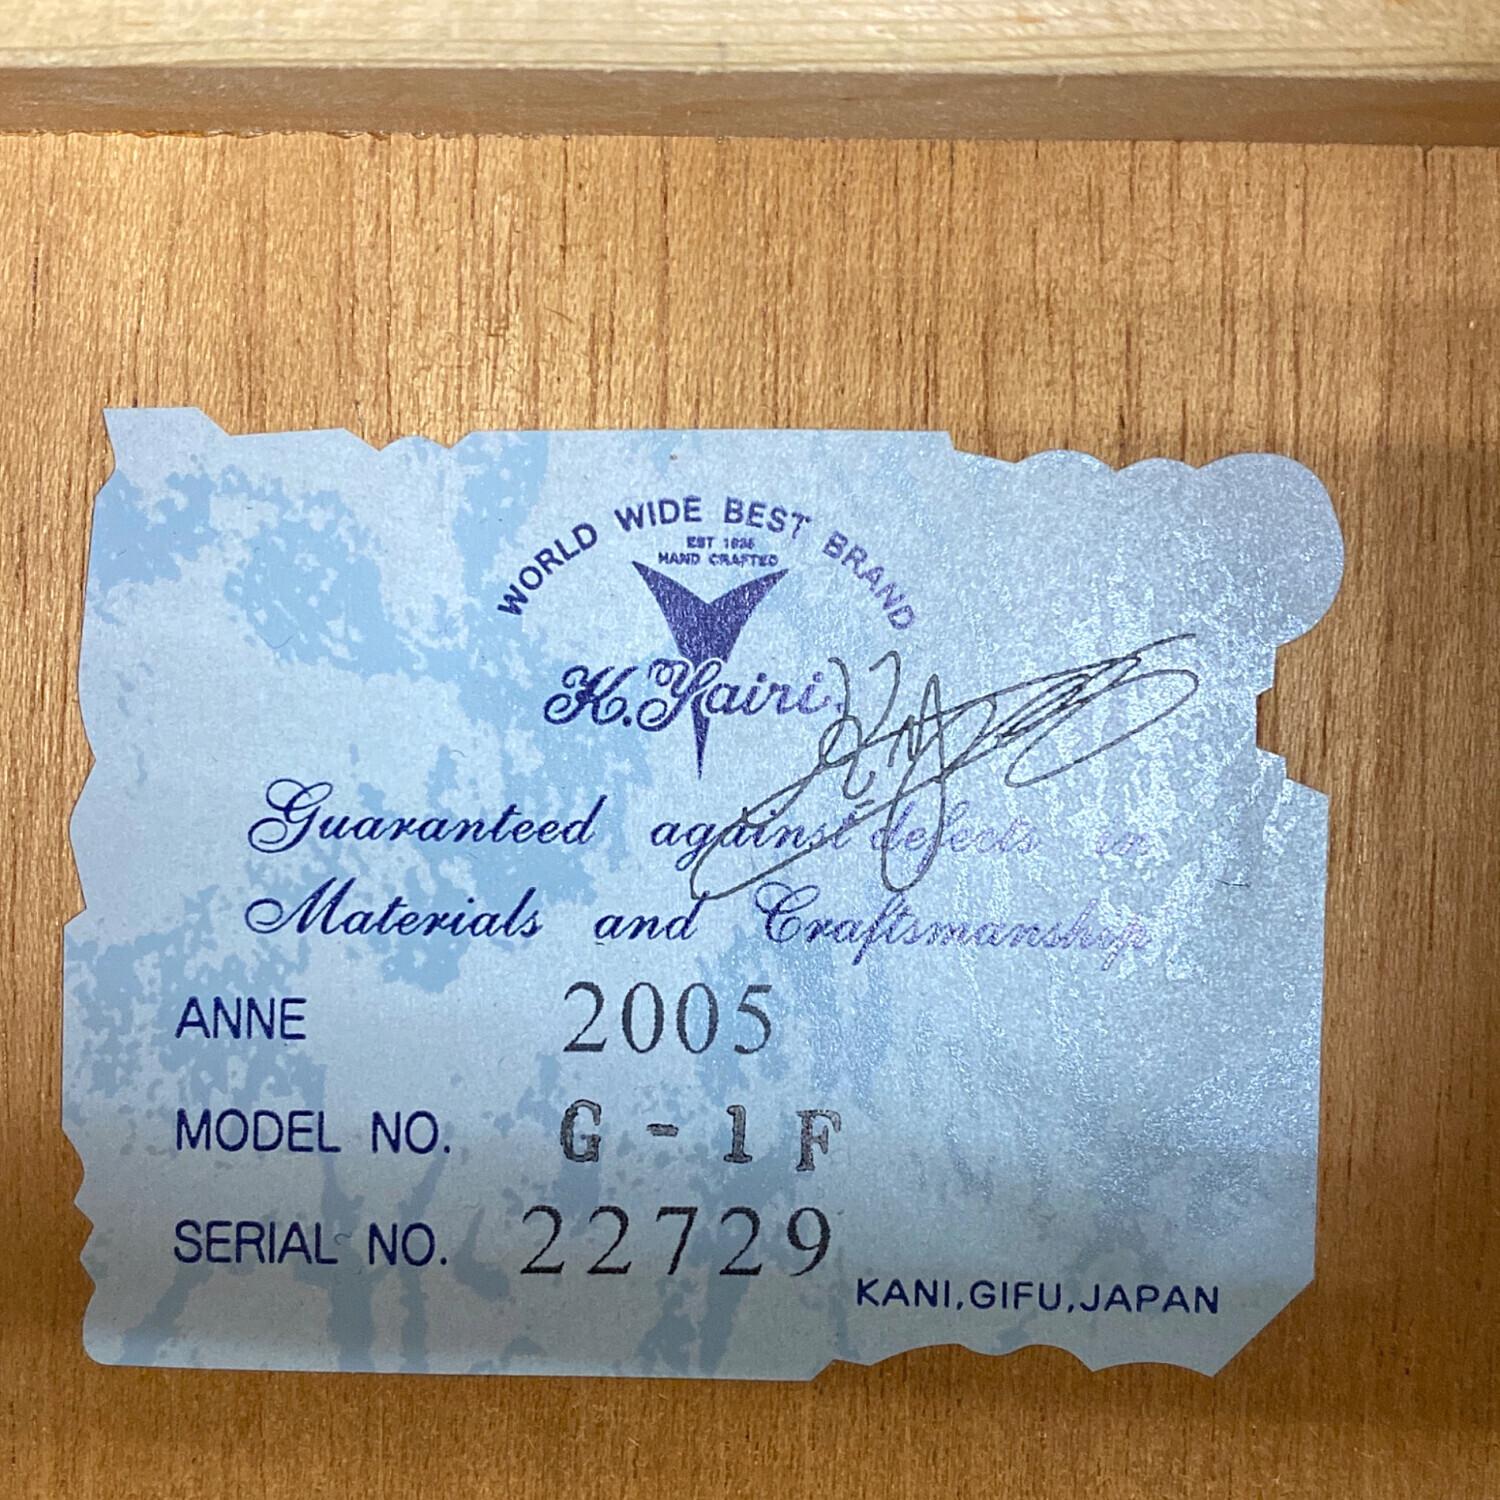 WORLD WIDE BEST BRAND
EST 1935
HAND CRAFTED
K.Yairi.
Guaranteed against defects in
Materials and Craftsmanship
ANNE 2005
MODEL NO. G-1F
SERIAL NO. 22729
KANI,GIFU,JAPAN